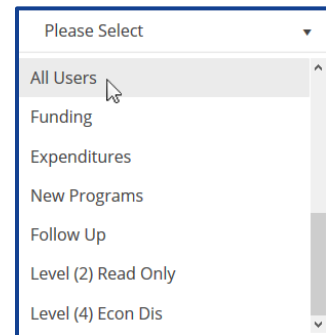 Please Select
All Users
Funding
Expenditures
New Programs
Follow Up
Level (2) Read Only
Level (4) Econ Dis